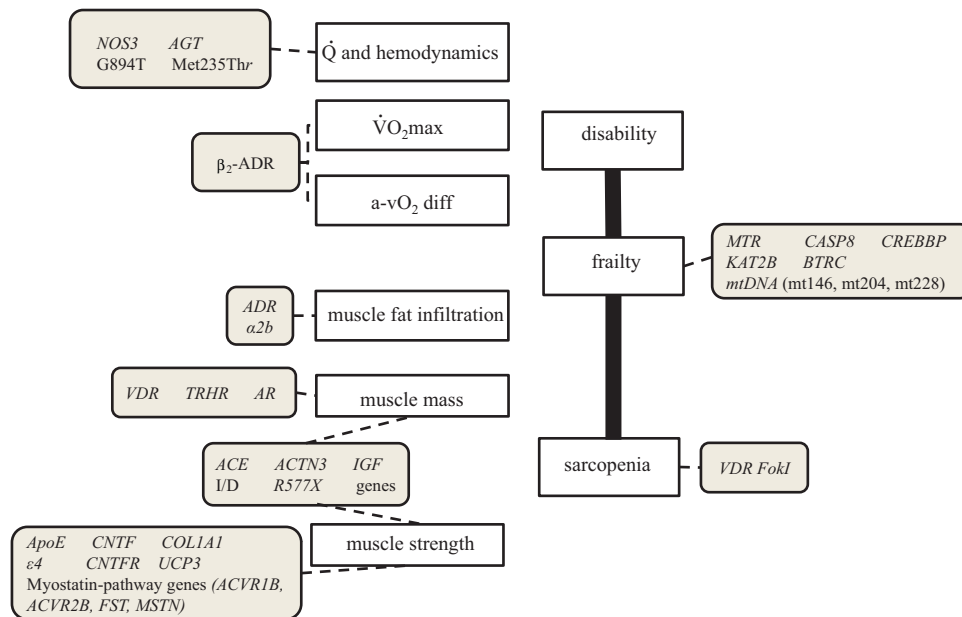 NOS3 AGT
G894T Met235Thr
Q̇ and hemodynamics
V̇O₂max
β₂-ADR
a-vO₂ diff
disability
frailty
MTR CASP8 CREBBP
KAT2B BTRC
mtDNA (mt146, mt204, mt228)
ADR
α2b
muscle fat infiltration
VDR TRHR AR
muscle mass
ACE ACTN3 IGF
I/D R577X genes
sarcopenia
VDR FokI
muscle strength
ApoE CNTF COL1A1
ε4 CNTFR UCP3
Myostatin-pathway genes (ACVR1B,
ACVR2B, FST, MSTN)